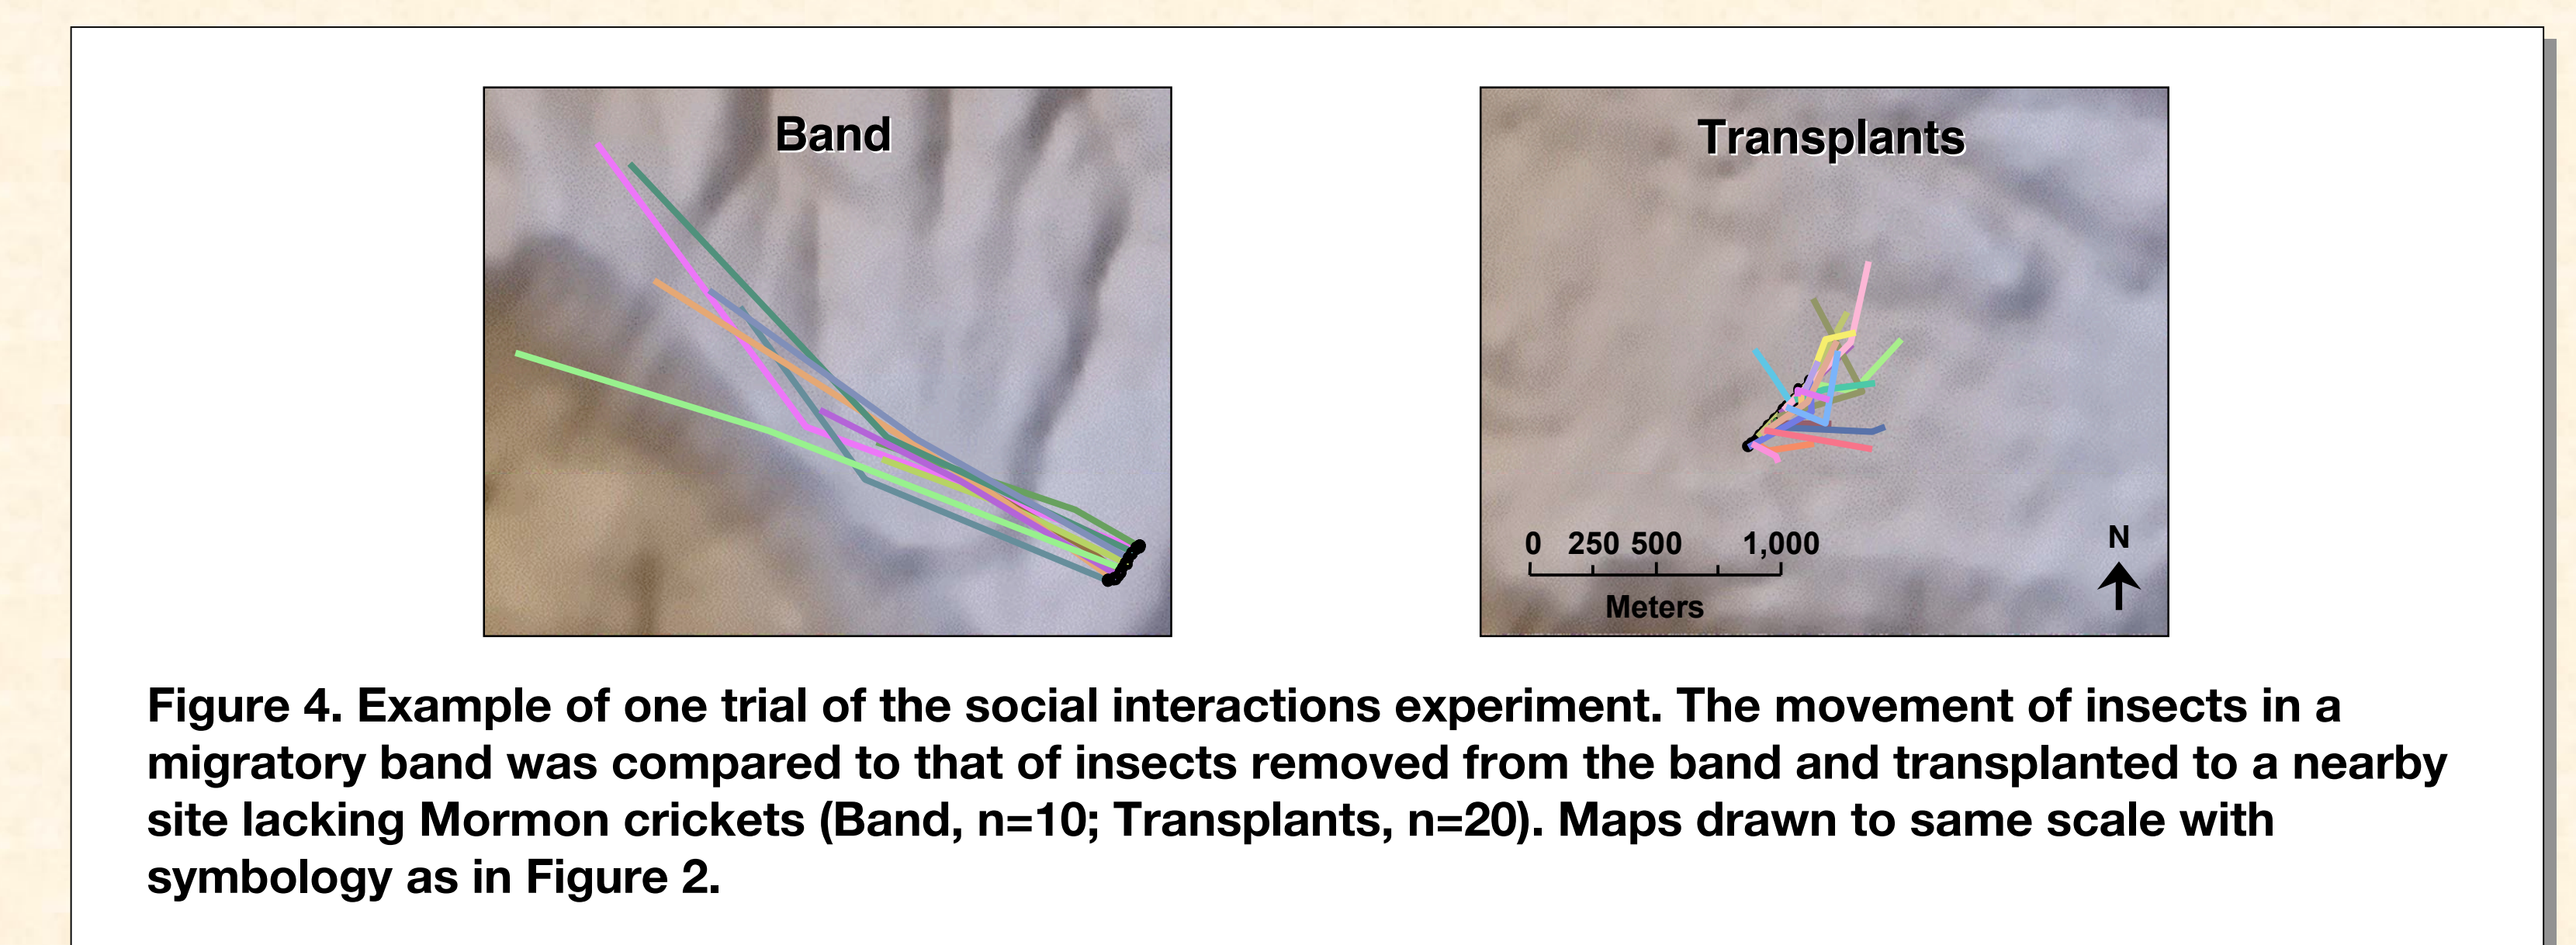 Band
Transplants
0 250 500 1,000
Meters
N
Figure 4. Example of one trial of the social interactions experiment. The movement of insects in a
migratory band was compared to that of insects removed from the band and transplanted to a nearby
site lacking Mormon crickets (Band, n=10; Transplants, n=20). Maps drawn to same scale with
symbology as in Figure 2.